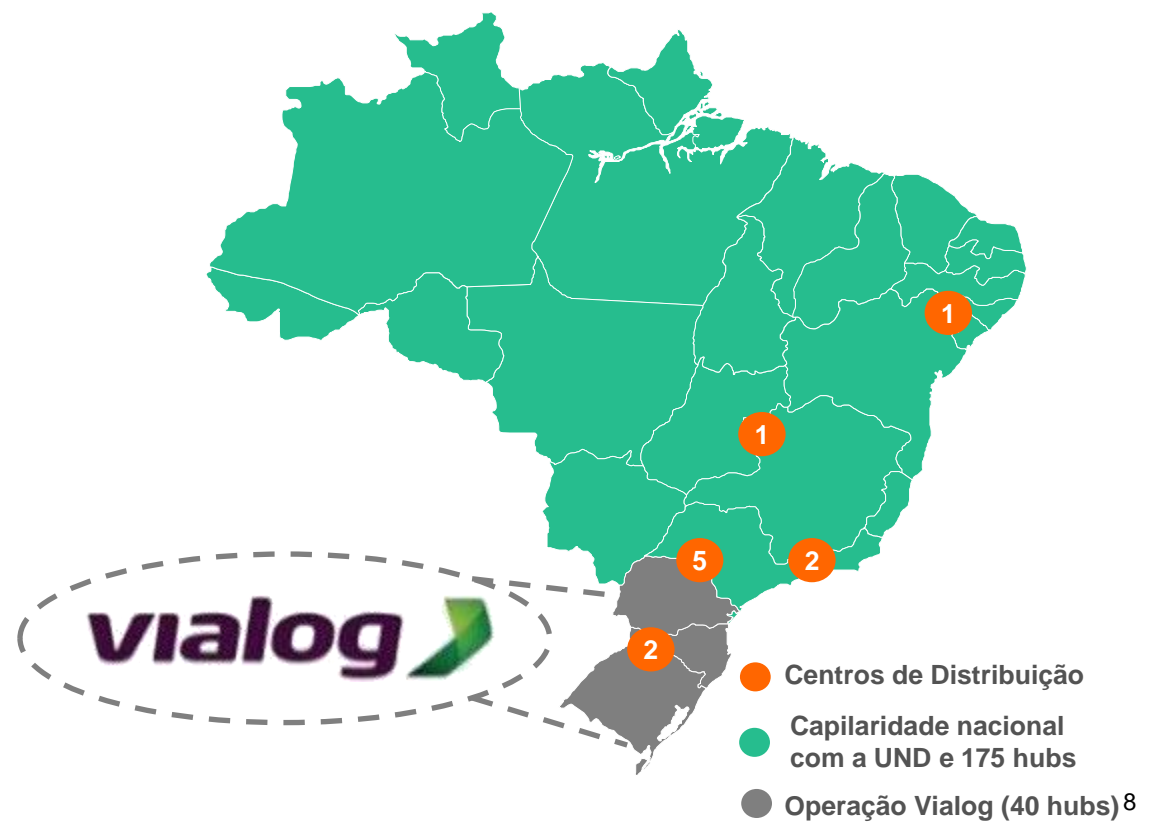 1
1
5
2
vialog
2
Centros de Distribuição
Capilaridade nacional
com a UND e 175 hubs
Operação Vialog (40 hubs)
8